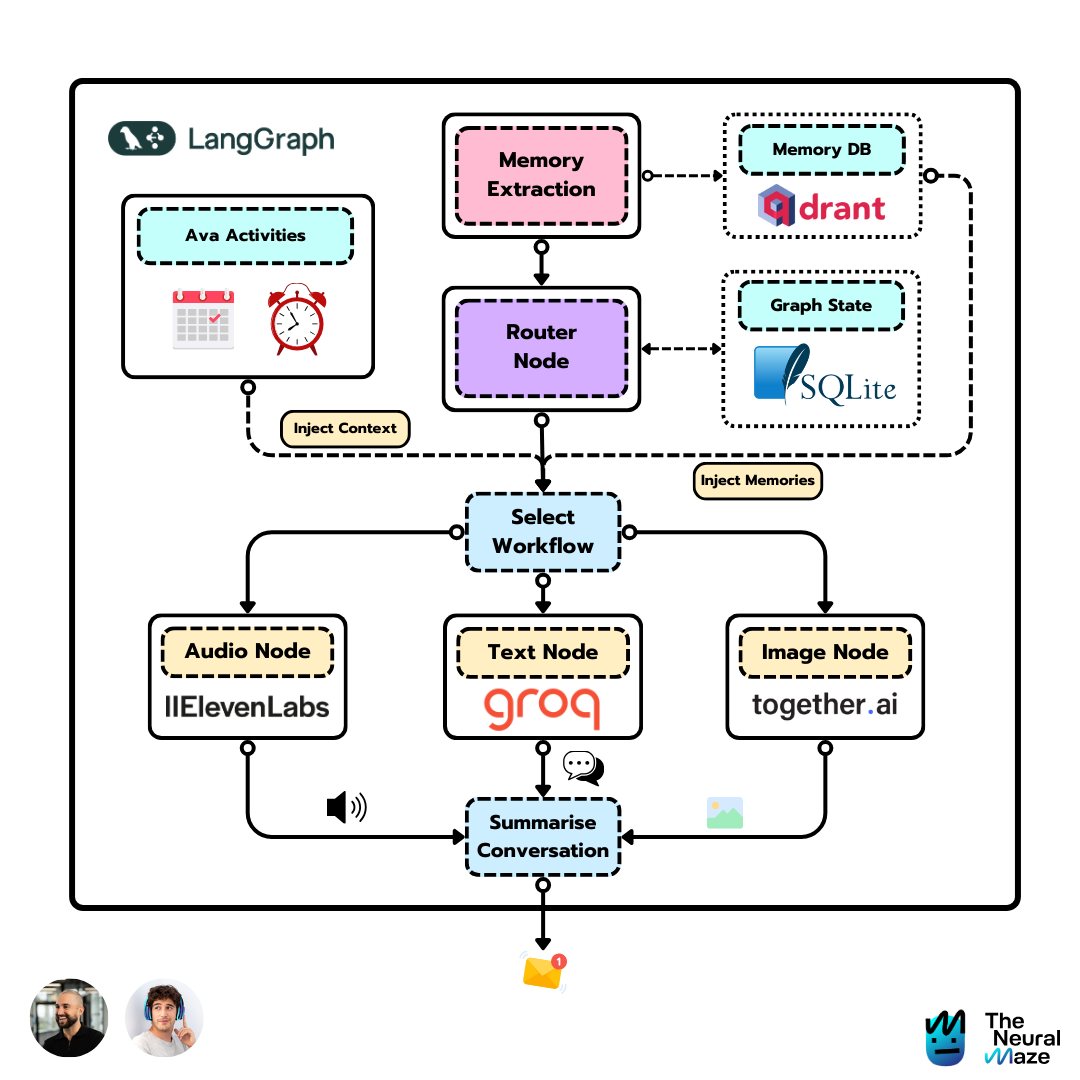 LangGraph
Memory
Extraction
Memory DB
qdrant
Ava Activities
Graph State
Router
Node
SQLite
Inject Context
Inject Memories
Select
Workflow
Audio Node
Text Node
Image Node
IIElevenLabs
groq
together.ai
Summarise
Conversation
1
The
Neural
Maze